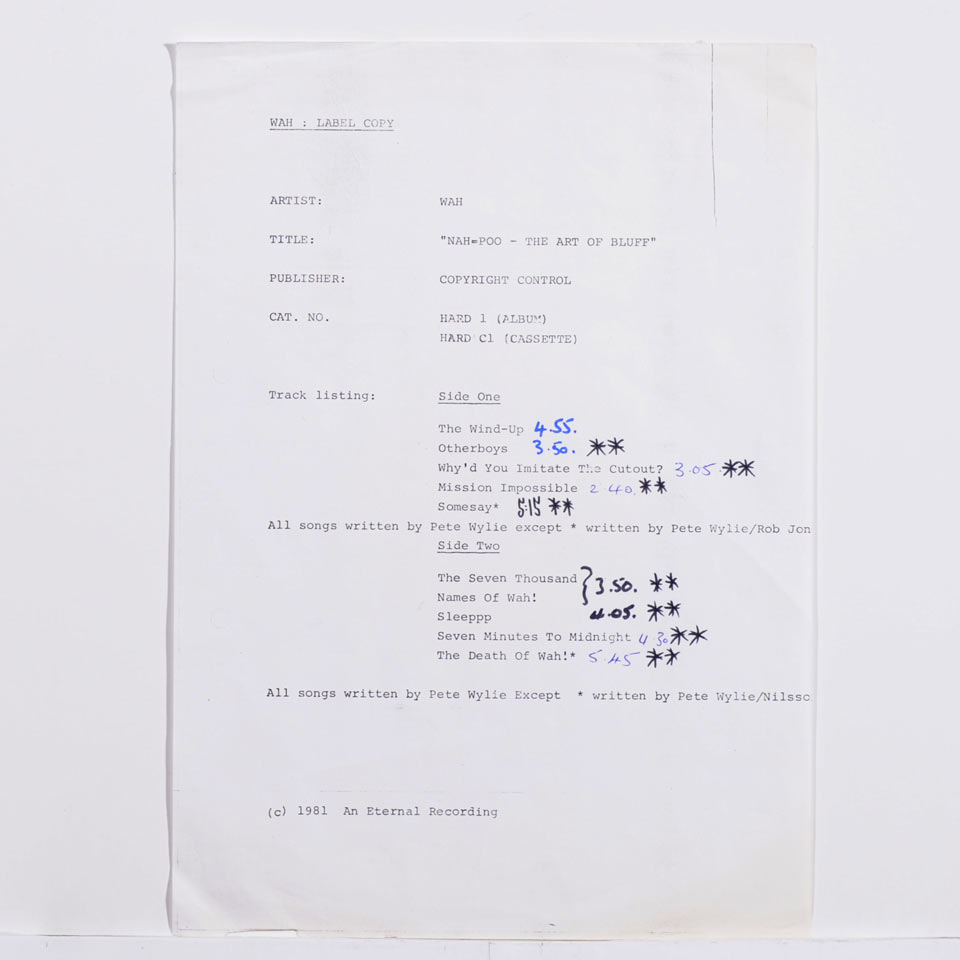 WAH : LABEL COPY
ARTIST: WAH
TITLE: "NAH=POO - THE ART OF BLUFF"
PUBLISHER: COPYRIGHT CONTROL
CAT. NO. HARD 1 (ALBUM)
HARD C1 (CASSETTE)
Track listing: Side One
The Wind-Up 4.55.
Otherboys 3.50. **
Why'd You Imitate The Cutout? 3.05 **
Mission Impossible 2 40. **
Somesay* 5:15 **
All songs written by Pete Wylie except * written by Pete Wylie/Rob Jon
Side Two
The Seven Thousand } 3.50. **
Names Of Wah!
Sleeppp 4.05. **
Seven Minutes To Midnight 4 30 **
The Death Of Wah!* 5.45 **
All songs written by Pete Wylie Except * written by Pete Wylie/Nilsso
(c) 1981 An Eternal Recording